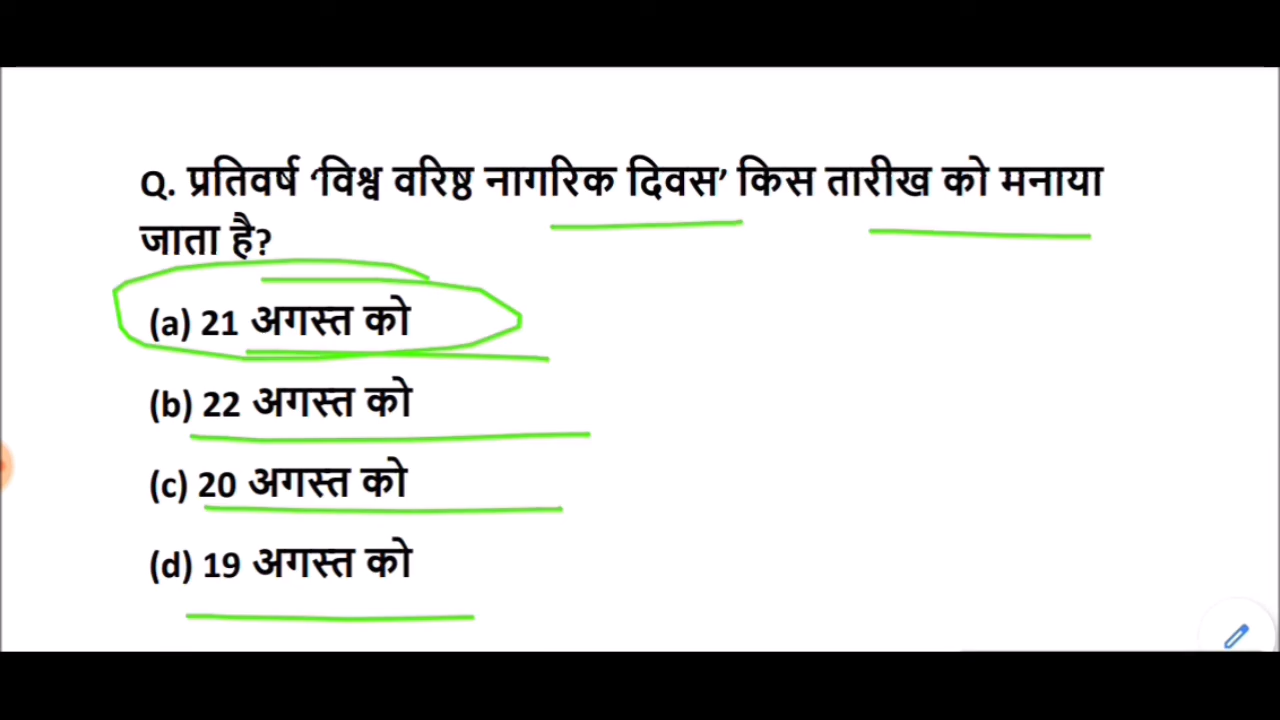 Q. प्रतिवर्ष ‘विश्व वरिष्ठ नागरिक दिवस’ किस तारीख को मनाया
जाता है?
(a) 21 अगस्त को
(b) 22 अगस्त को
(c) 20 अगस्त को
(d) 19 अगस्त को